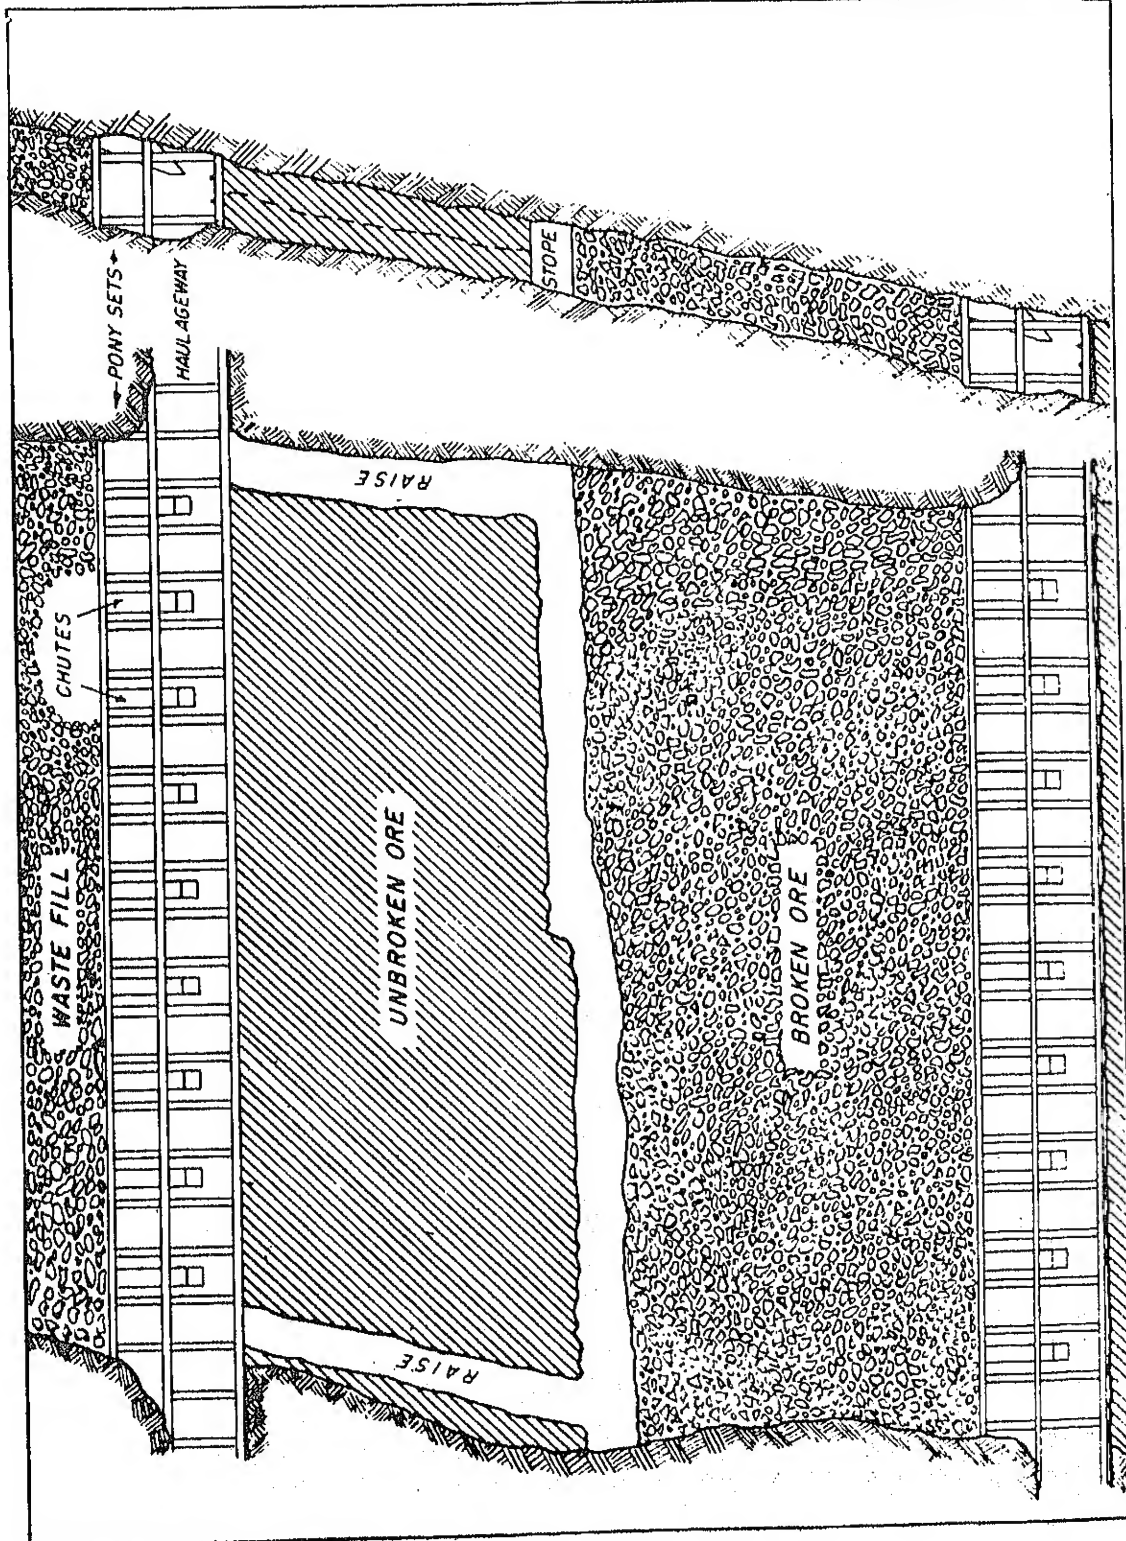 PONY SETS
HAULAGEWAY
CHUTES
WASTE FILL
RAISE
RAISE
UNBROKEN ORE
STOPE
BROKEN ORE